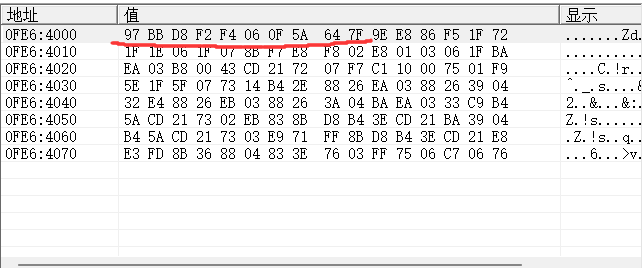 地址 值 显示
0FE6:4000 97 BB D8 F2 F4 06 0F 5A 64 7F 9E E8 86 F5 1F 72 .......Zd.
0FE6:4010 1F 1E 06 1F 07 8B F7 E8 F8 02 E8 01 03 06 1F BA
0FE6:4020 EA 03 B8 00 43 CD 21 72 07 F7 C1 10 00 75 01 F9 ....C.!r..
0FE6:4030 5E 1F 5F 07 73 14 B4 2E 88 26 EA 03 88 26 39 04 ^._.s....&
0FE6:4040 32 E4 88 26 EB 03 88 26 3A 04 BA EA 03 33 C9 B4 2..&...&:.
0FE6:4050 5A CD 21 73 02 EB 83 8B D8 B4 3E CD 21 BA 39 04 Z.!s......
0FE6:4060 B4 5A CD 21 73 03 E9 71 FF 8B D8 B4 3E CD 21 E8 .Z.!s..q..
0FE6:4070 E3 FD 8B 36 88 04 83 3E 76 03 FF 75 06 C7 06 76 ...6...>v.